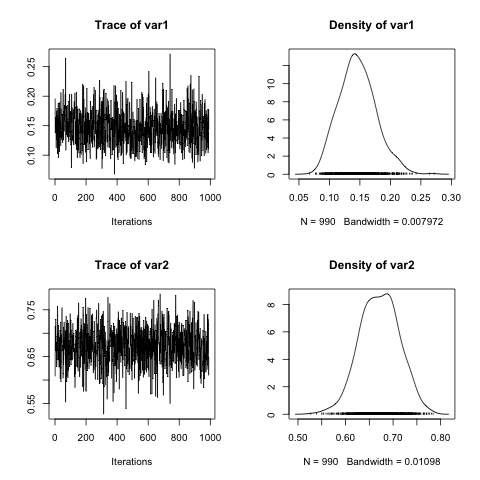 Trace of var1
0.25
0.20
0.15
0.10
0 200 400 600 800 1000
Iterations
Density of var1
10
8
6
4
2
0
0.05 0.10 0.15 0.20 0.25 0.30
N = 990 Bandwidth = 0.007972
Trace of var2
0.75
0.65
0.55
0 200 400 600 800 1000
Iterations
Density of var2
8
6
4
2
0
0.50 0.60 0.70 0.80
N = 990 Bandwidth = 0.01098